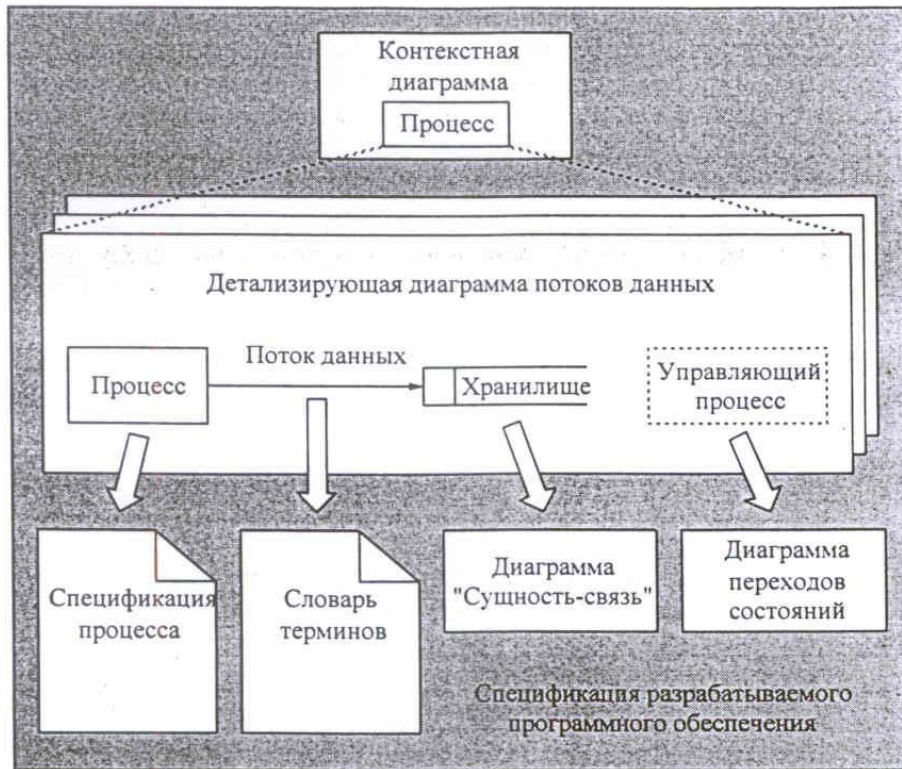 Контекстная
диаграмма
Процесс
Детализирующая диаграмма потоков данных
Поток данных
Процесс
Хранилище
Управляющий
процесс
Спецификация
процесса
Словарь
терминов
Диаграмма
"Сущность-связь"
Диаграмма
переходов
состояний
Спецификация разрабатываемого
программного обеспечения